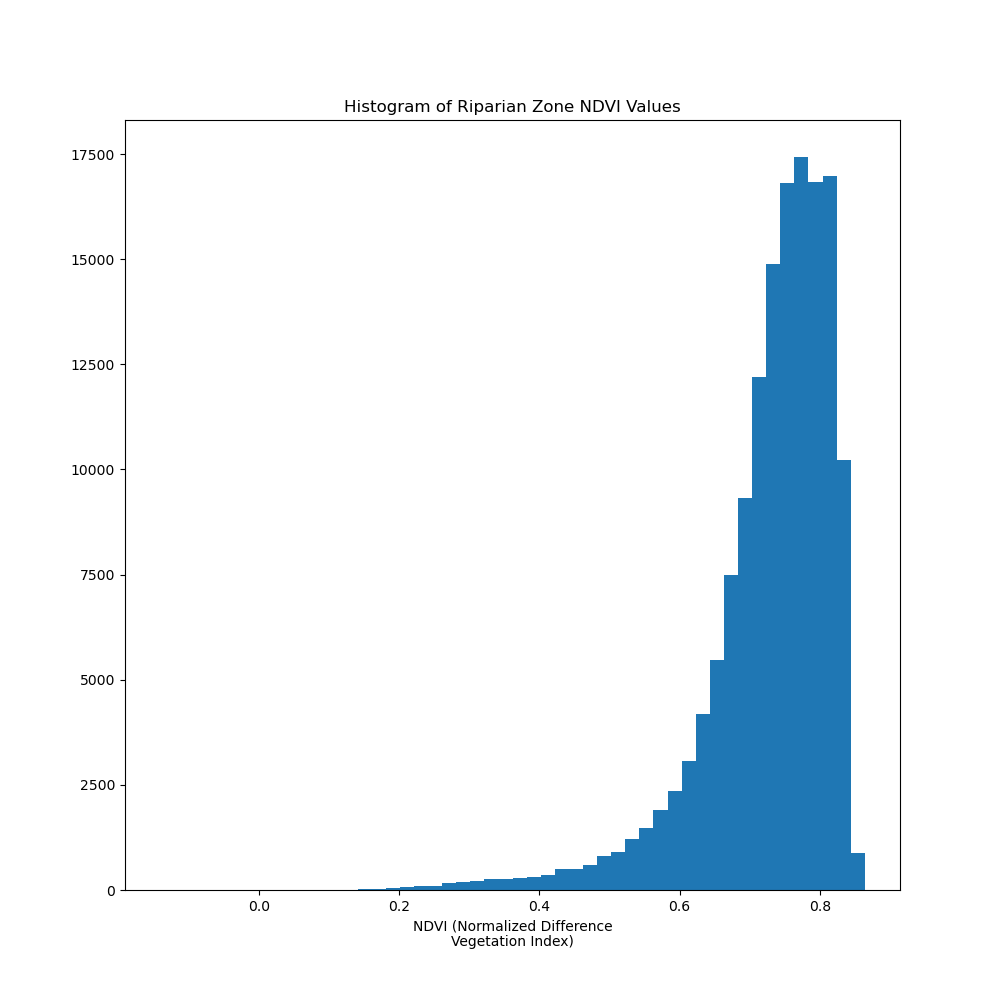 Histogram of Riparian Zone NDVI Values
17500
15000
12500
10000
7500
5000
2500
0
0.0 0.2 0.4 0.6 0.8
NDVI (Normalized Difference
Vegetation Index)